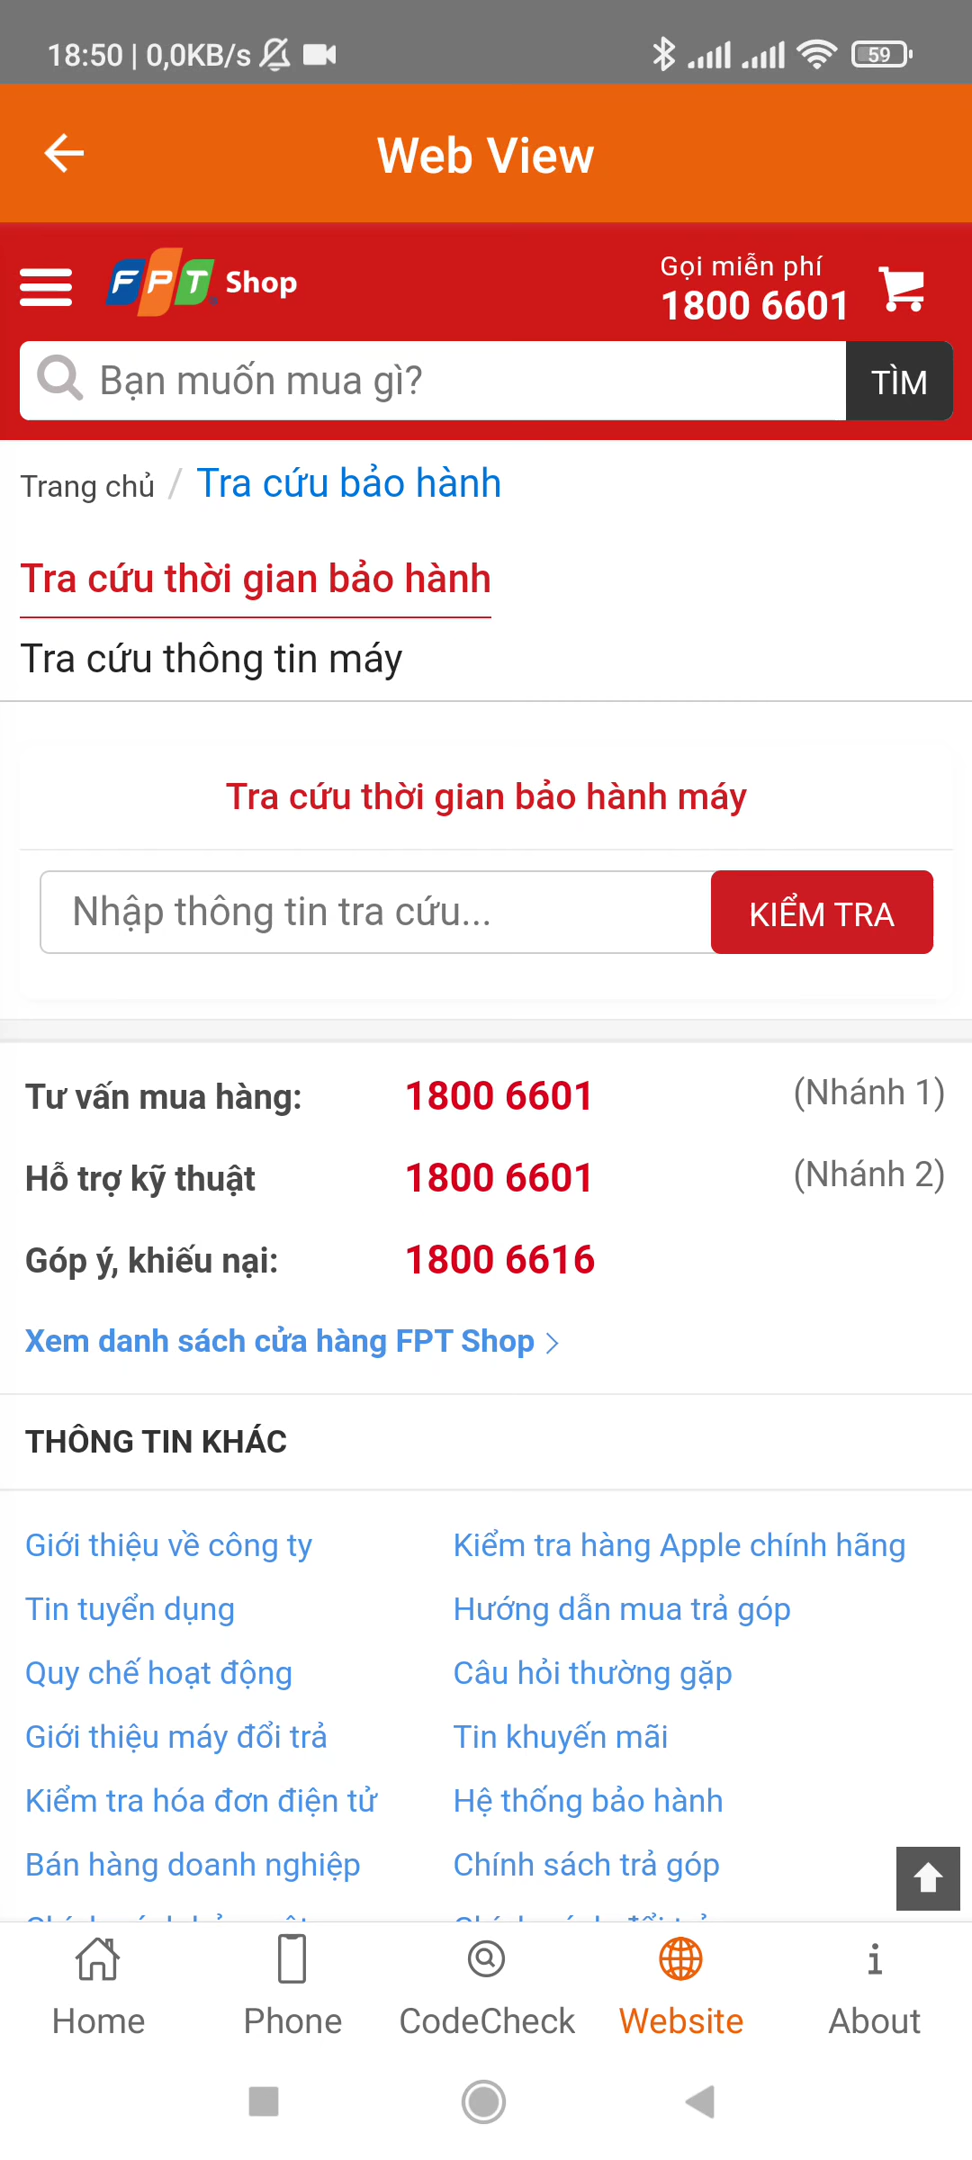 18:50 | 0,0KB/s
59
Web View
FPT Shop
Gọi miễn phí
1800 6601
Bạn muốn mua gì?
TÌM
Trang chủ / Tra cứu bảo hành
Tra cứu thời gian bảo hành
Tra cứu thông tin máy
Tra cứu thời gian bảo hành máy
Nhập thông tin tra cứu...
KIỂM TRA
Tư vấn mua hàng: 1800 6601 (Nhánh 1)
Hỗ trợ kỹ thuật 1800 6601 (Nhánh 2)
Góp ý, khiếu nại: 1800 6616
Xem danh sách cửa hàng FPT Shop
THÔNG TIN KHÁC
Giới thiệu về công ty Kiểm tra hàng Apple chính hãng
Tin tuyển dụng Hướng dẫn mua trả góp
Quy chế hoạt động Câu hỏi thường gặp
Giới thiệu máy đổi trả Tin khuyến mãi
Kiểm tra hóa đơn điện tử Hệ thống bảo hành
Bán hàng doanh nghiệp Chính sách trả góp
Home Phone CodeCheck Website About